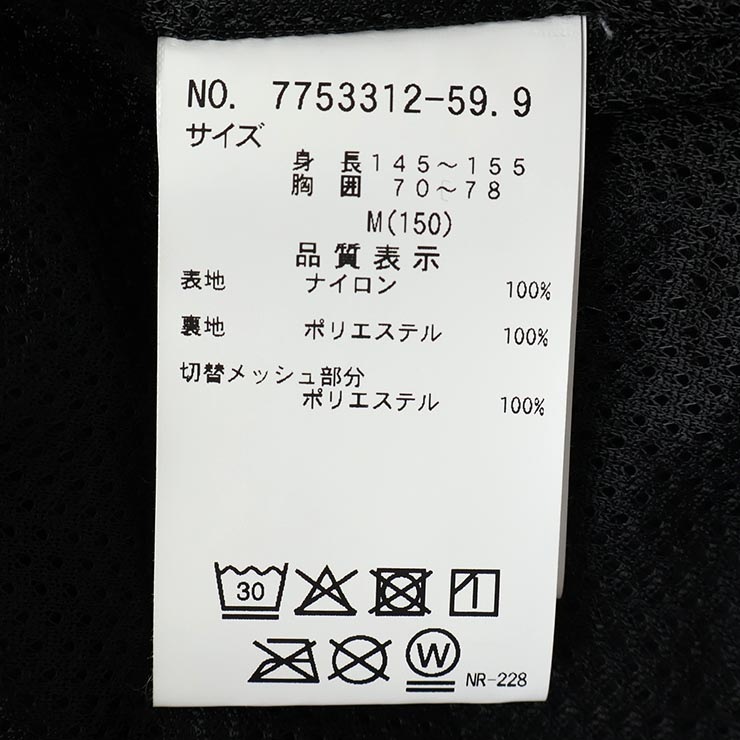 NO. 7753312-59.9
サイズ
身 長 145～155
胸 囲 70～78
M(150)
品質表示
表地 ナイロン 100%
裏地 ポリエステル 100%
切替メッシュ部分
ポリエステル 100%
30
W
NR-228